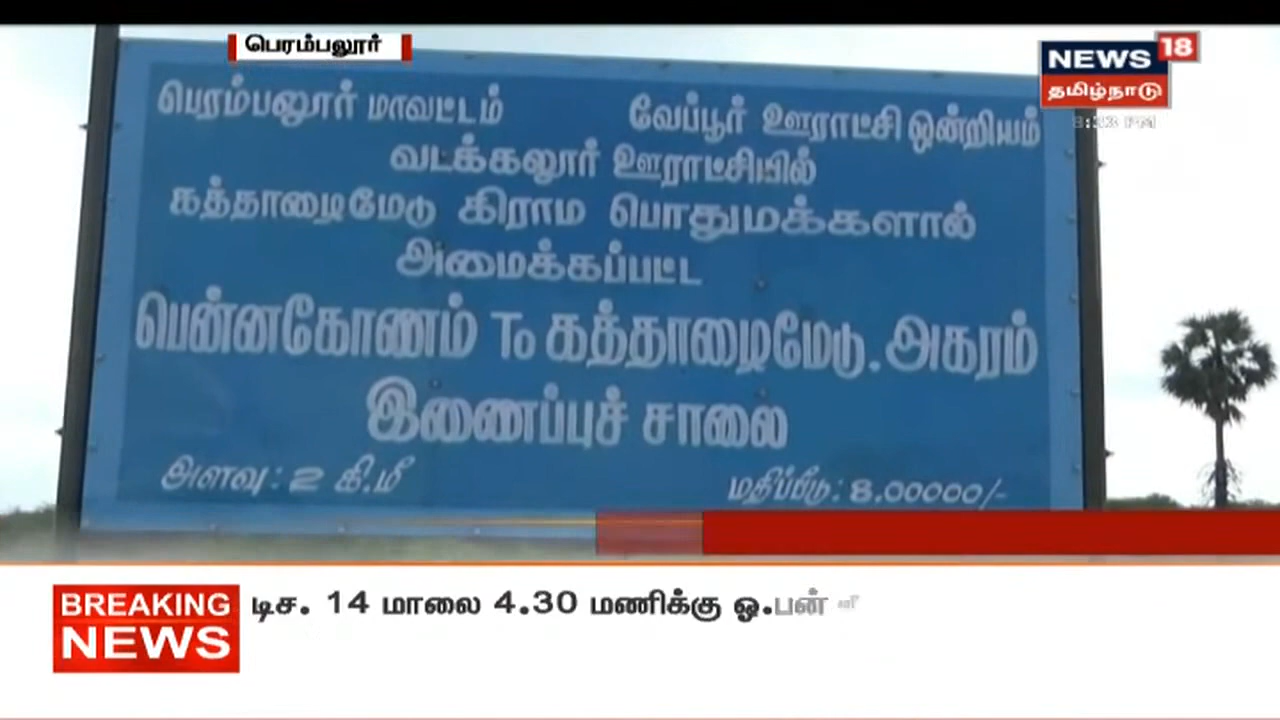 பெரம்பலூர்
NEWS 18
தமிழ்நாடு
பெரம்பலூர் மாவட்டம் வேப்பூர் ஊராட்சி ஒன்றியம்
வடக்கலூர் ஊராட்சியில்
கத்தாழைமேடு கிராம பொதுமக்களால்
அமைக்கப்பட்ட
பென்னகோணம் To கத்தாழைமேடு. அகரம்
இணைப்புச் சாலை
அளவு: 2 கி.மீ மதிப்பீடு: 8.00000/-
BREAKING
NEWS
டிச. 14 மாலை 4.30 மணிக்கு ஓ.பன்